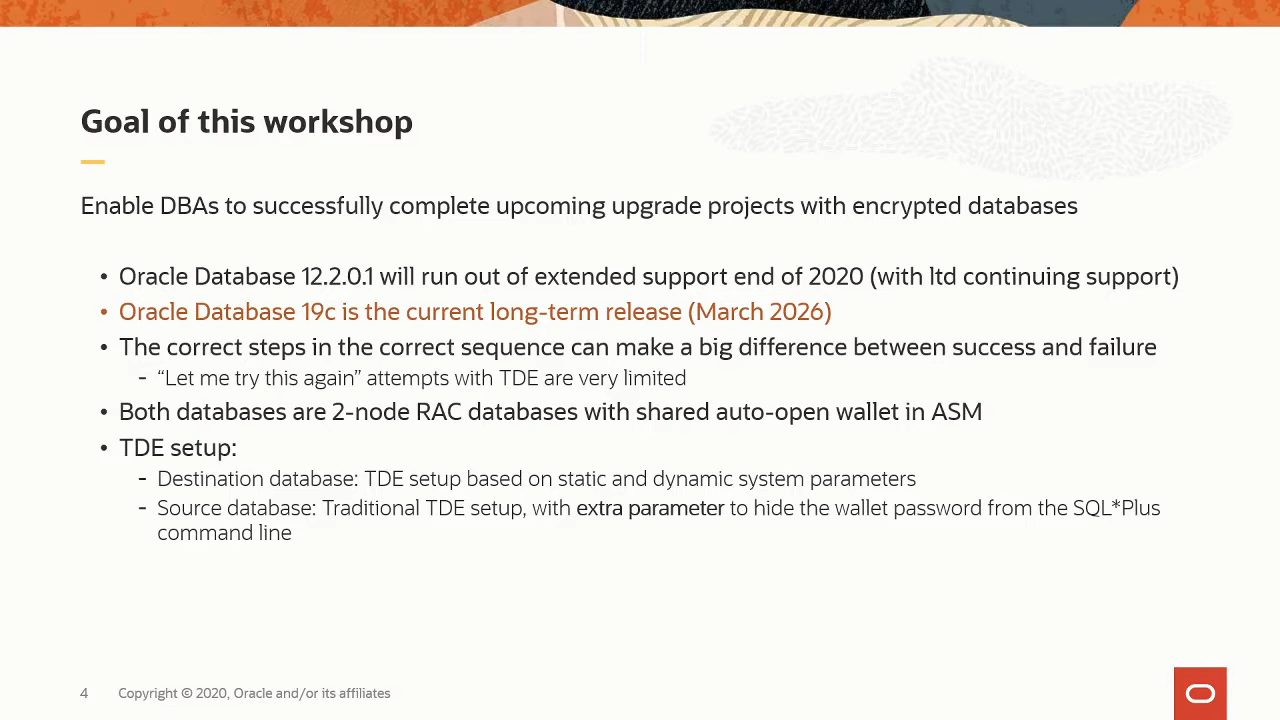 Goal of this workshop
Enable DBAs to successfully complete upcoming upgrade projects with encrypted databases
• Oracle Database 12.2.0.1 will run out of extended support end of 2020 (with ltd continuing support)
• Oracle Database 19c is the current long-term release (March 2026)
• The correct steps in the correct sequence can make a big difference between success and failure
- “Let me try this again” attempts with TDE are very limited
• Both databases are 2-node RAC databases with shared auto-open wallet in ASM
• TDE setup:
- Destination database: TDE setup based on static and dynamic system parameters
- Source database: Traditional TDE setup, with extra parameter to hide the wallet password from the SQL*Plus
command line
4 Copyright © 2020, Oracle and/or its affiliates